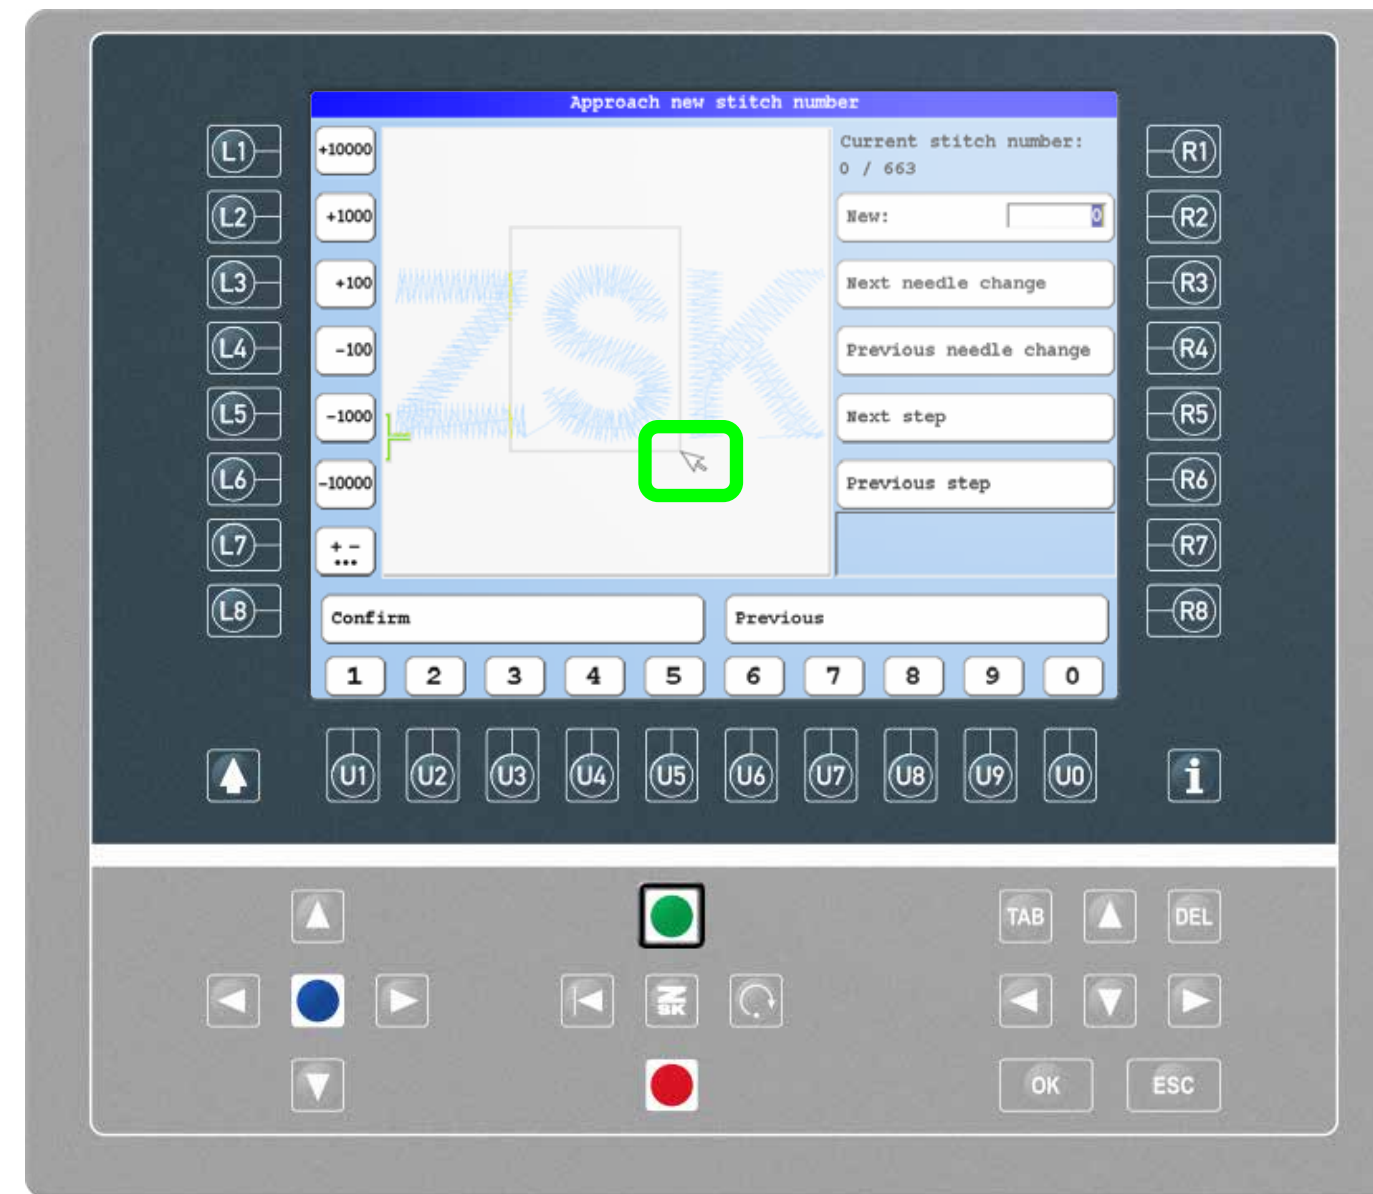 Approach new stitch number
L1 +10000 Current stitch number: R1
0 / 663
L2 +1000 New: 0 R2
L3 +100 Next needle change R3
L4 -100 Previous needle change R4
L5 -1000 Next step R5
L6 -10000 Previous step R6
L7 + - ... R7
L8 Confirm Previous R8
1 2 3 4 5 6 7 8 9 0
U1 U2 U3 U4 U5 U6 U7 U8 U9 U0
i
ZSK
TAB DEL
ZSK
OK ESC